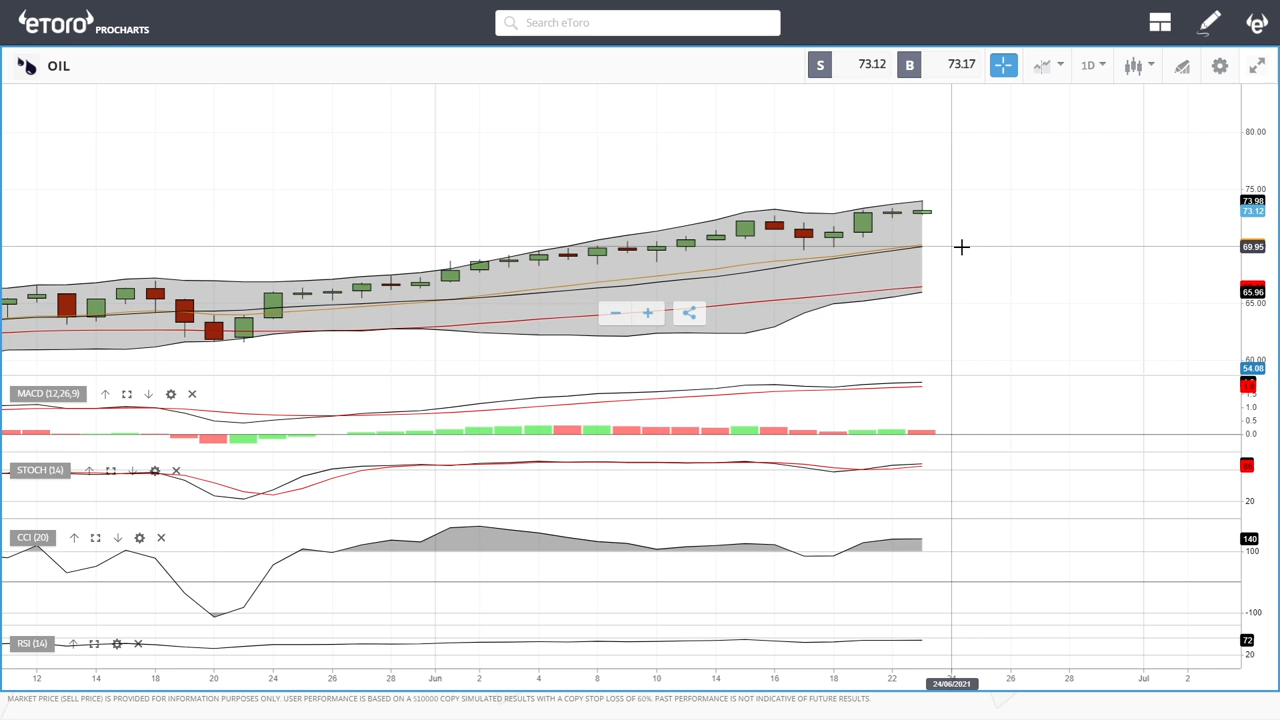 eToro PROCHARTS
Search eToro
OIL
S 73.12 B 73.17
1D
80.00
75.00
73.98
73.12
69.95
65.96
65.00
60.00
54.08
MACD (12,26,9)
1.5
1.0
0.5
0.0
STOCH (14)
20
CCI (20)
140
100
-100
RSI (14)
72
20
12 14 16 18 20 22 24 26 28 Jun 2 4 8 10 14 16 18 22 26 28 Jul 2
24/06/2021
MARKET PRICE (SELL PRICE) IS PROVIDED FOR INFORMATION PURPOSES ONLY. USER PERFORMANCE IS BASED ON A $10000 COPY SIMULATED RESULTS WITH A COPY STOP LOSS OF 60%. PAST PERFORMANCE IS NOT INDICATIVE OF FUTURE RESULTS.